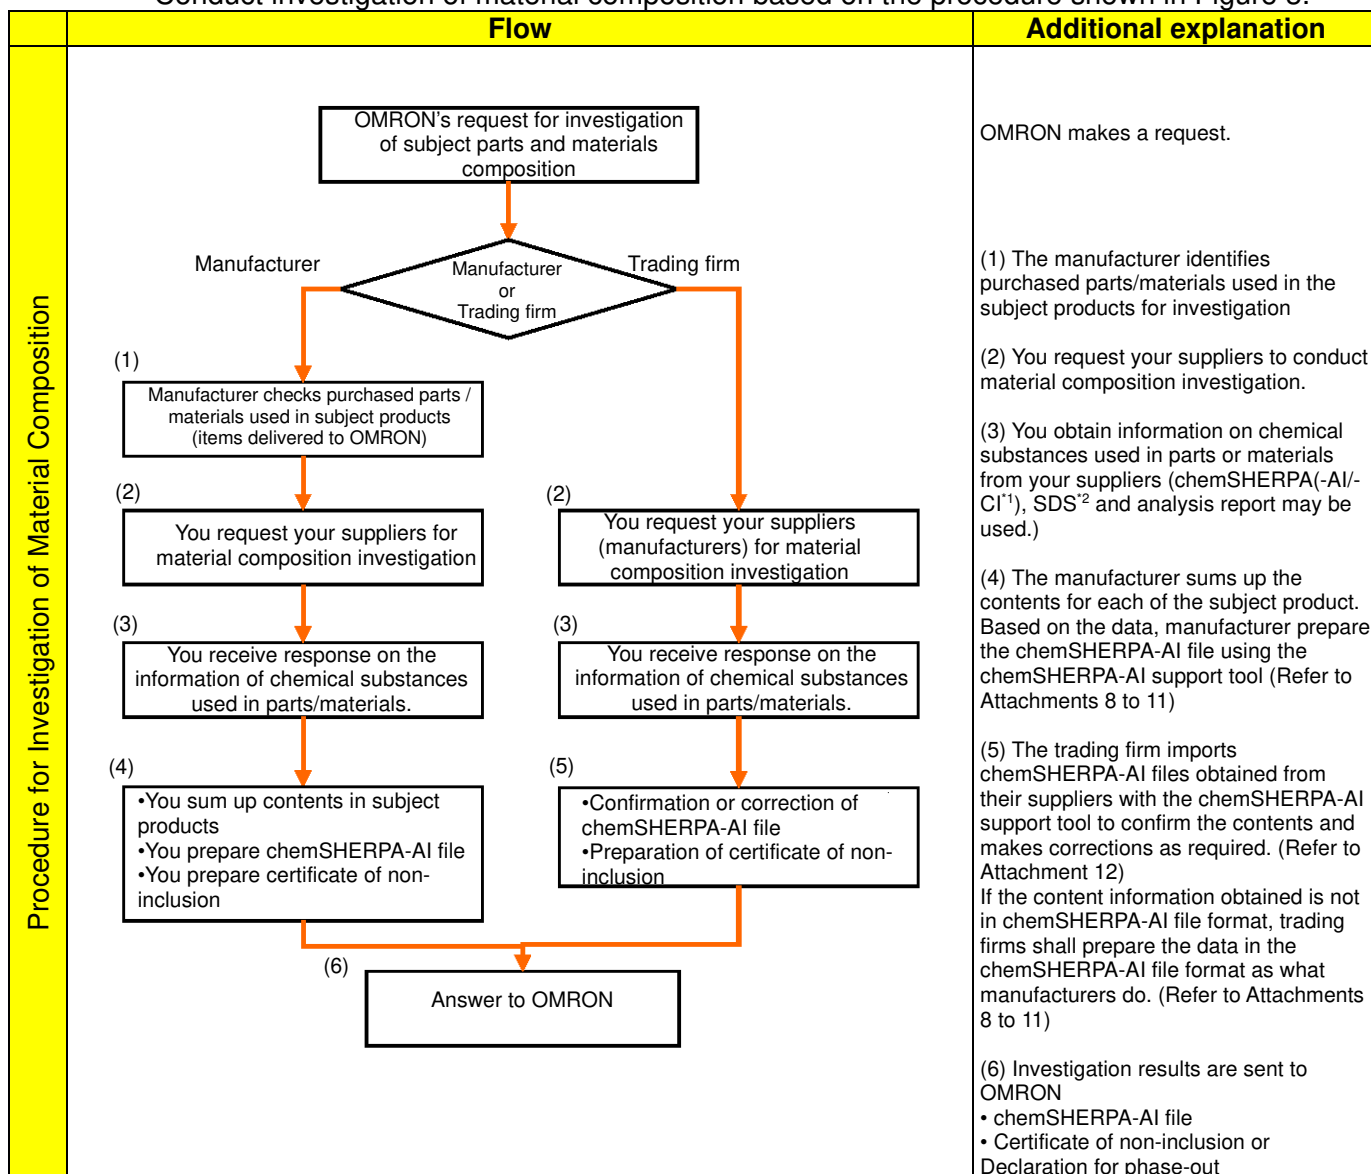 Conduct investigation of material composition based on the procedure shown in Figure
Flow
Additional explanation
Procedure for Investigation of Material Composition
OMRON's request for investigation
of subject parts and materials
composition
Manufacturer
Manufacturer
or
Trading firm
Trading firm
(1)
Manufacturer checks purchased parts /
materials used in subject products
(items delivered to OMRON)
(2)
You request your suppliers for
material composition investigation
(3)
You receive response on the
information of chemical substances
used in parts/materials.
(4)
•You sum up contents in subject
products
•You prepare chemSHERPA-AI file
•You prepare certificate of non-
inclusion
(2)
You request your suppliers
(manufacturers) for material
composition investigation
(3)
You receive response on the
information of chemical substances
used in parts/materials.
(5)
•Confirmation or correction of
chemSHERPA-AI file
•Preparation of certificate of non-
inclusion
(6)
Answer to OMRON
OMRON makes a request.
(1) The manufacturer identifies
purchased parts/materials used in the
subject products for investigation
(2) You request your suppliers to conduct
material composition investigation.
(3) You obtain information on chemical
substances used in parts or materials
from your suppliers (chemSHERPA(-AI/-
CI*1), SDS*2 and analysis report may be
used.)
(4) The manufacturer sums up the
contents for each of the subject product.
Based on the data, manufacturer prepare
the chemSHERPA-AI file using the
chemSHERPA-AI support tool (Refer to
Attachments 8 to 11)
(5) The trading firm imports
chemSHERPA-AI files obtained from
their suppliers with the chemSHERPA-AI
support tool to confirm the contents and
makes corrections as required. (Refer to
Attachment 12)
If the content information obtained is not
in chemSHERPA-AI file format, trading
firms shall prepare the data in the
chemSHERPA-AI file format as what
manufacturers do. (Refer to Attachments
8 to 11)
(6) Investigation results are sent to
OMRON
• chemSHERPA-AI file
• Certificate of non-inclusion or
Declaration for phase-out